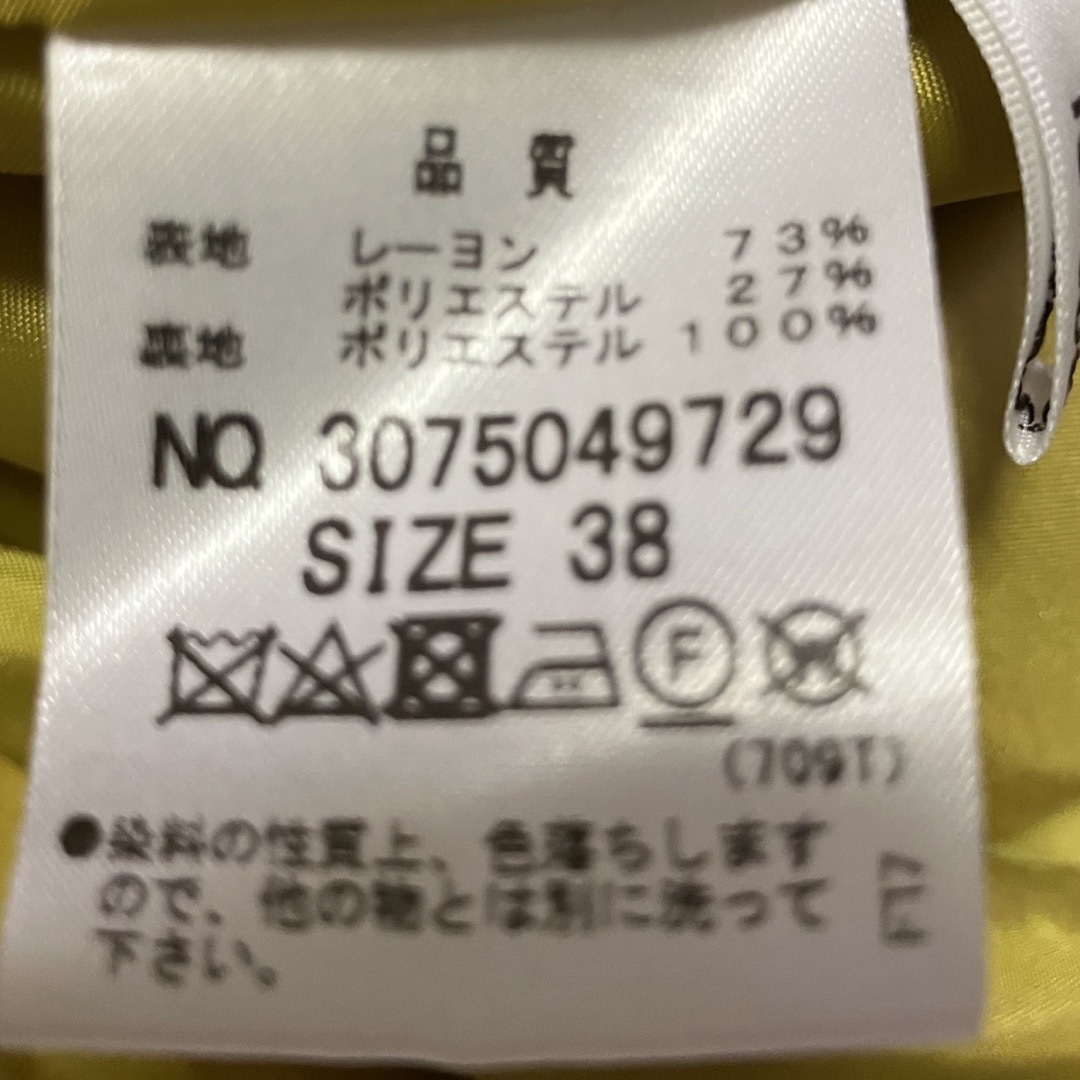 品 質
表地 レーヨン 73%
ポリエステル 27%
裏地 ポリエステル 100%
NO 3075049729
SIZE 38
F
(709T)
●染料の性質上、色落ちします
ので、他の物とは別に洗って
下さい。
F17